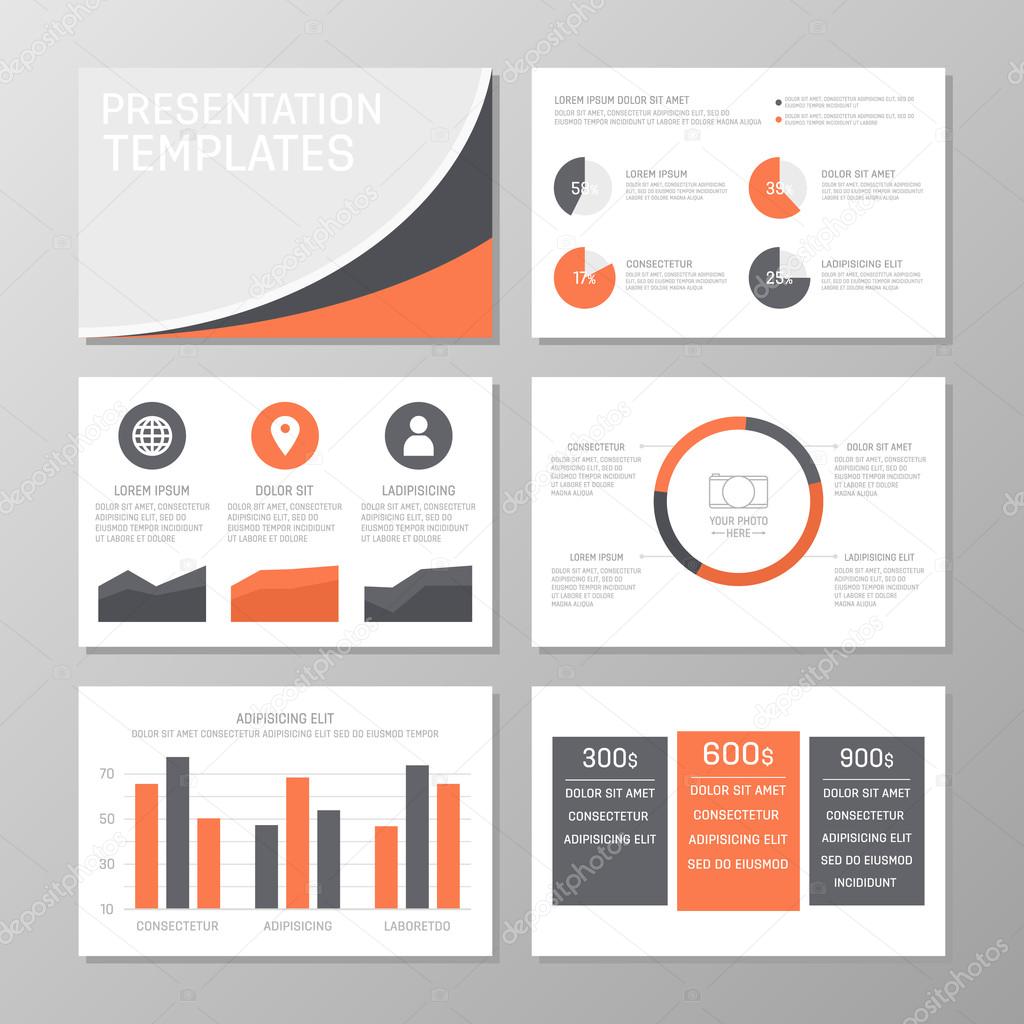 PRESENTATION
TEMPLATES
LOREM IPSUM DOLOR SIT AMET
DOLOR SIT AMET, CONSECTETUR ADIPISICING ELIT, SED DO
EIUSMOD TEMPOR INCIDIDUNT UT LABORE ET DOLORE MAGNA ALIQUA
DOLOR SIT AMET, CONSECTETUR ADIPISICING ELIT, SED DO
EIUSMOD TEMPOR INCIDIDUNT UT
DOLOR SIT AMET, CONSECTETUR ADIPISICING ELIT, SED DO
EIUSMOD TEMPOR INCIDIDUNT UT LABORE
58%
LOREM IPSUM
DOLOR SIT AMET, CONSECTETUR ADIPISICING
ELIT, SED DO EIUSMOD TEMPOR INCIDIDUNT
UT LABORE ET DOLORE MAGNA ALIQUA
39%
DOLOR SIT AMET
DOLOR SIT AMET, CONSECTETUR ADIPISICING
ELIT, SED DO EIUSMOD TEMPOR INCIDIDUNT
UT LABORE ET DOLORE MAGNA ALIQUA
17%
CONSECTETUR
DOLOR SIT AMET, CONSECTETUR ADIPISICING
ELIT, SED DO EIUSMOD TEMPOR INCIDIDUNT
UT LABORE ET DOLORE MAGNA ALIQUA
25%
LADIPISICING ELIT
DOLOR SIT AMET, CONSECTETUR ADIPISICING
ELIT, SED DO EIUSMOD TEMPOR INCIDIDUNT
UT LABORE ET DOLORE MAGNA ALIQUA
LOREM IPSUM
DOLOR SIT AMET, CONSECTETUR
ADIPISICING ELIT, SED DO
EIUSMOD TEMPOR INCIDIDUNT
UT LABORE ET DOLORE
DOLOR SIT
DOLOR SIT AMET, CONSECTETUR
ADIPISICING ELIT, SED DO
EIUSMOD TEMPOR INCIDIDUNT
UT LABORE ET DOLORE
LADIPISICING
DOLOR SIT AMET, CONSECTETUR
ADIPISICING ELIT, SED DO
EIUSMOD TEMPOR INCIDIDUNT
UT LABORE ET DOLORE
CONSECTETUR
DOLOR SIT AMET, CONSECTETUR
ADIPISICING ELIT, SED DO
EIUSMOD TEMPOR INCIDIDUNT
UT LABORE ET DOLORE
MAGNA ALIQUA
DOLOR SIT AMET
DOLOR SIT AMET, CONSECTETUR
ADIPISICING ELIT, SED DO
EIUSMOD TEMPOR INCIDIDUNT
UT LABORE ET DOLORE
MAGNA ALIQUA
YOUR PHOTO
HERE
LOREM IPSUM
DOLOR SIT AMET, CONSECTETUR
ADIPISICING ELIT, SED DO
EIUSMOD TEMPOR INCIDIDUNT
UT LABORE ET DOLORE
MAGNA ALIQUA
LADIPISICING ELIT
DOLOR SIT AMET, CONSECTETUR
ADIPISICING ELIT, SED DO
EIUSMOD TEMPOR INCIDIDUNT
UT LABORE ET DOLORE
MAGNA ALIQUA
ADIPISICING ELIT
DOLOR SIT AMET CONSECTETUR ADIPISICING ELIT SED DO EIUSMOD TEMPOR
70
50
30
10
CONSECTETUR
ADIPISICING
LABORETDO
300$
DOLOR SIT AMET
CONSECTETUR
ADIPISICING ELIT
600$
DOLOR SIT AMET
CONSECTETUR
ADIPISICING ELIT
SED DO EIUSMOD
900$
DOLOR SIT AMET
CONSECTETUR
ADIPISICING ELIT
SED DO EIUSMOD
INCIDIDUNT
depositphotos